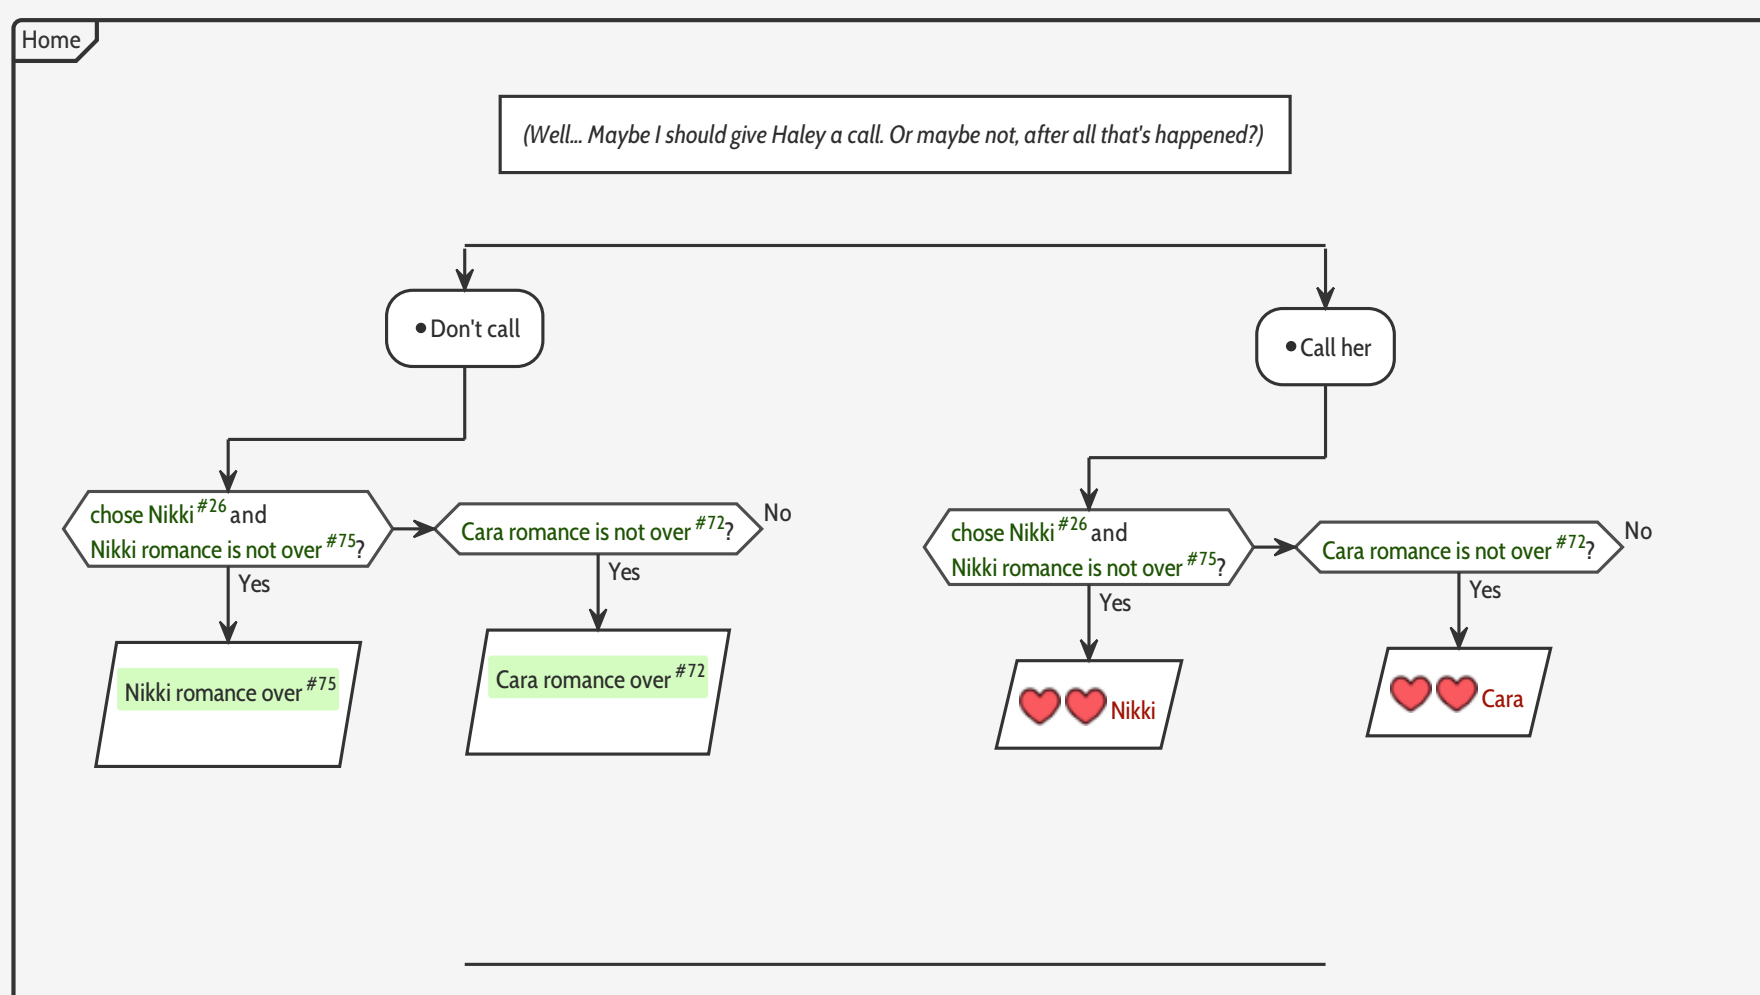 Home
(Well... Maybe I should give Haley a call. Or maybe not, after all that's happened?)
•Don't call
•Call her
chose Nikki #26 and
Nikki romance is not over #75?
Cara romance is not over #72?
No
Yes
Yes
Nikki romance over #75
Cara romance over #72
chose Nikki #26 and
Nikki romance is not over #75?
Cara romance is not over #72?
No
Yes
Yes
Nikki
Cara